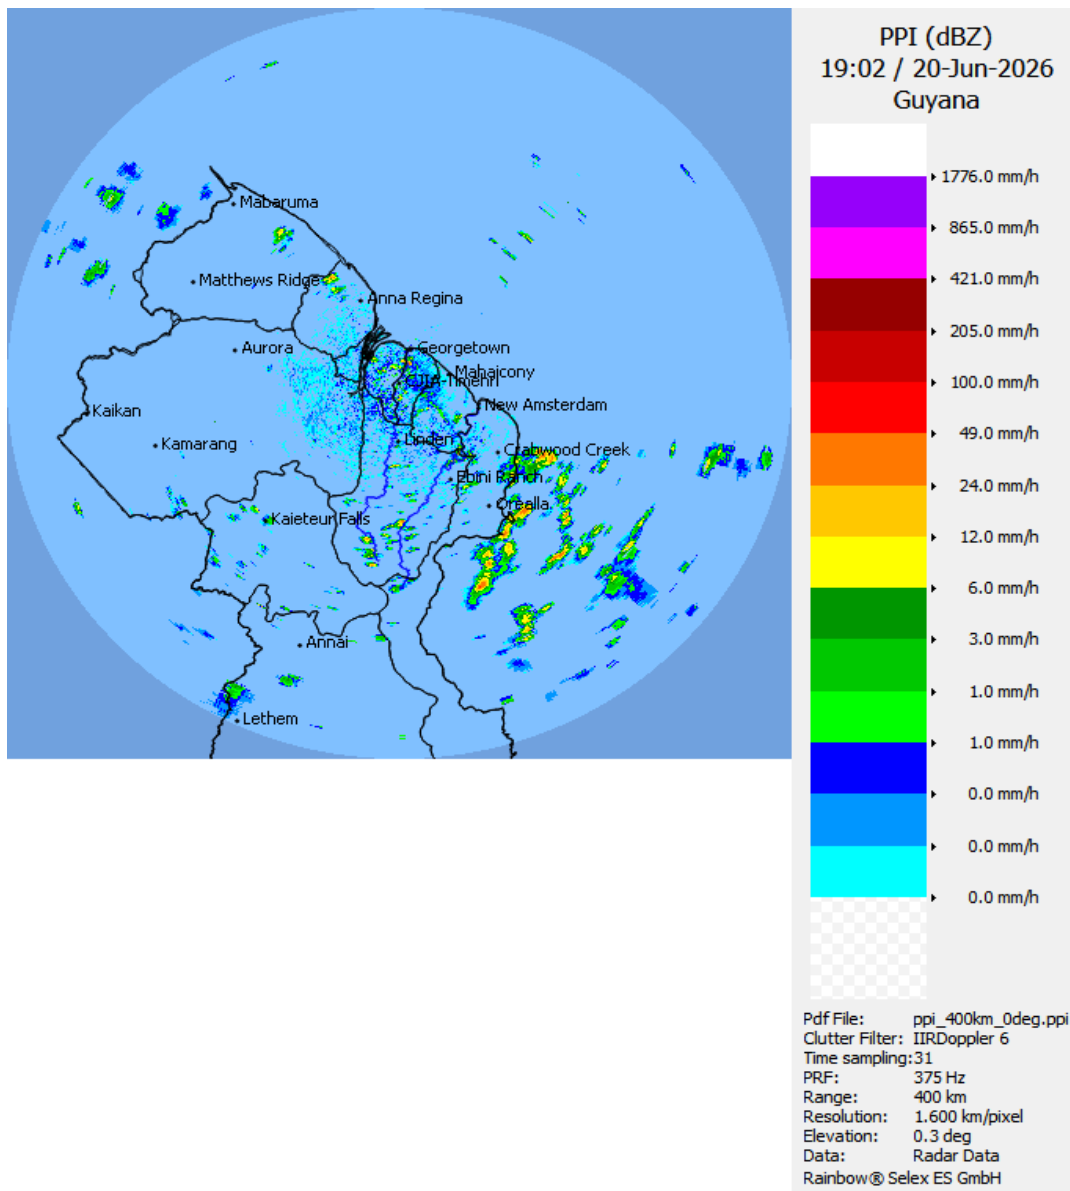 PPI (dBZ)
19:02 / 20-Jun-2026
Guyana
Mabaruma
Matthews Ridge
Anna Regina
Aurora
Georgetown
Mahaicony
CJIA-Timehri
Kaikan
New Amsterdam
Kamarang
Linden
Crabwood Creek
Ebini Ranch
Orealla
Kaieteur Falls
Annai
Lethem
1776.0 mm/h
865.0 mm/h
421.0 mm/h
205.0 mm/h
100.0 mm/h
49.0 mm/h
24.0 mm/h
12.0 mm/h
6.0 mm/h
3.0 mm/h
1.0 mm/h
1.0 mm/h
0.0 mm/h
0.0 mm/h
0.0 mm/h
Pdf File: ppi_400km_0deg.ppi
Clutter Filter: IIRDoppler 6
Time sampling:31
PRF: 375 Hz
Range: 400 km
Resolution: 1.600 km/pixel
Elevation: 0.3 deg
Data: Radar Data
Rainbow® Selex ES GmbH